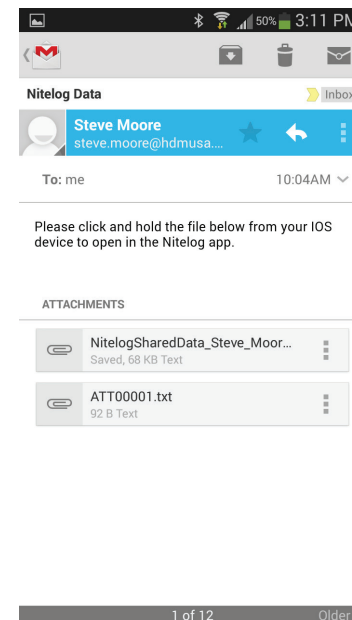 50% 3:11 PM
Nitelog Data
Inbox
Steve Moore
steve.moore@hdmusa....
To: me
10:04AM
Please click and hold the file below from your IOS
device to open in the Nitelog app.
ATTACHMENTS
NitelogSharedData_Steve_Moor...
Saved, 68 KB Text
ATT00001.txt
92 B Text
1 of 12
Older